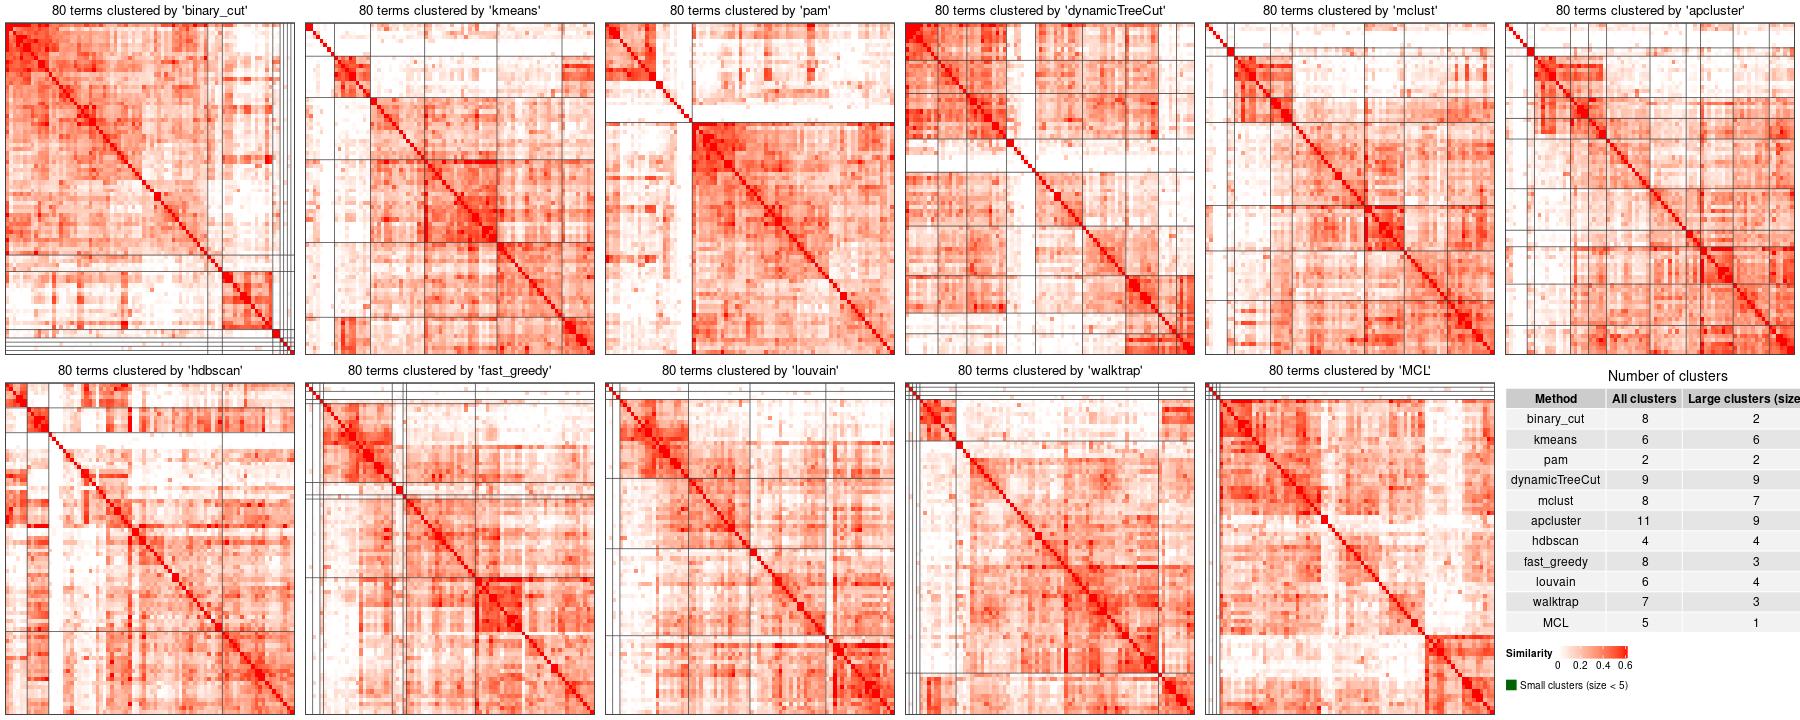 80 terms clustered by 'binary_cut'
80 terms clustered by 'kmeans'
80 terms clustered by 'pam'
80 terms clustered by 'dynamicTreeCut'
80 terms clustered by 'mclust'
80 terms clustered by 'apcluster'
80 terms clustered by 'hdbscan'
80 terms clustered by 'fast_greedy'
80 terms clustered by 'louvain'
80 terms clustered by 'walktrap'
80 terms clustered by 'MCL'
Number of clusters
Method All clusters Large clusters (size
binary_cut 8 2
kmeans 6 6
pam 2 2
dynamicTreeCut 9 9
mclust 8 7
apcluster 11 9
hdbscan 4 4
fast_greedy 8 3
louvain 6 4
walktrap 7 3
MCL 5 1
Similarity
0 0.2 0.4 0.6
Small clusters (size < 5)